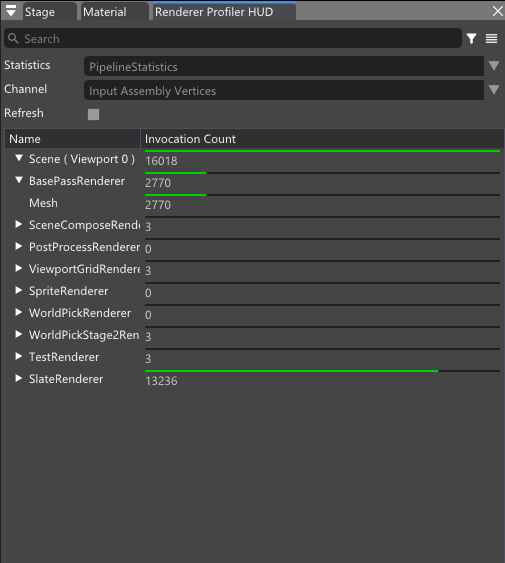 Stage Material Renderer Profiler HUD
Search
Statistics PipelineStatistics
Channel Input Assembly Vertices
Refresh
Name Invocation Count
Scene ( Viewport 0 ) 16018
BasePassRenderer 2770
Mesh 2770
SceneComposeRende 3
PostProcessRenderer 0
ViewportGridRendere 3
SpriteRenderer 0
WorldPickRenderer 0
WorldPickStage2Ren 3
TestRenderer 3
SlateRenderer 13236